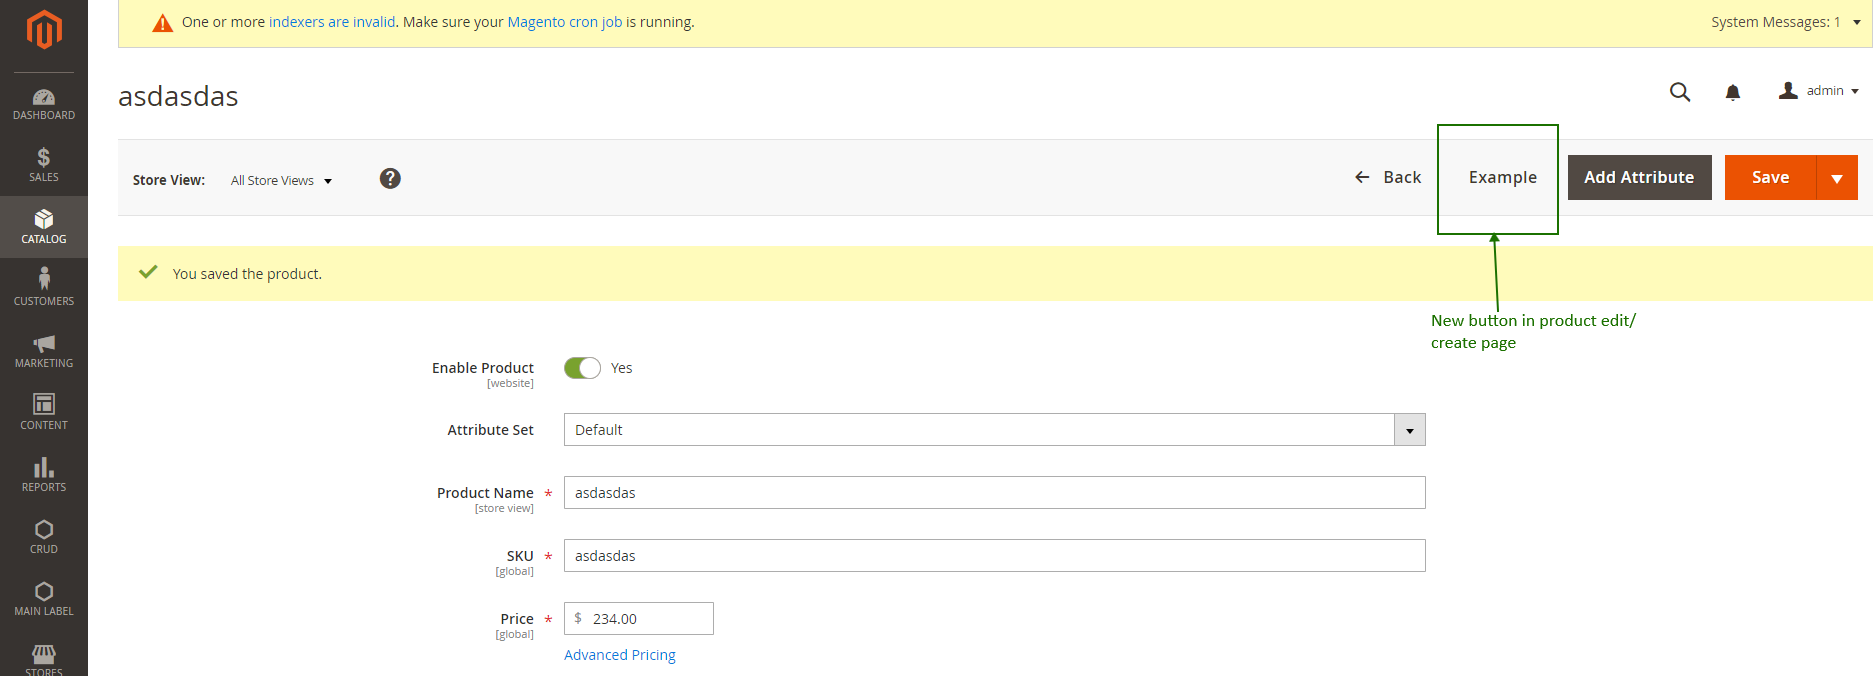 One or more indexers are invalid. Make sure your Magento cron job is running.
System Messages: 1
asdasdas
admin
DASHBOARD
SALES
CATALOG
CUSTOMERS
MARKETING
CONTENT
REPORTS
CRUD
MAIN LABEL
STORES
Store View: All Store Views ?
Back Example Add Attribute Save
You saved the product.
New button in product edit/
create page
Enable Product Yes
[website]
Attribute Set Default
Product Name * asdasdas
[store view]
SKU * asdasdas
[global]
Price * $ 234.00
[global]
Advanced Pricing